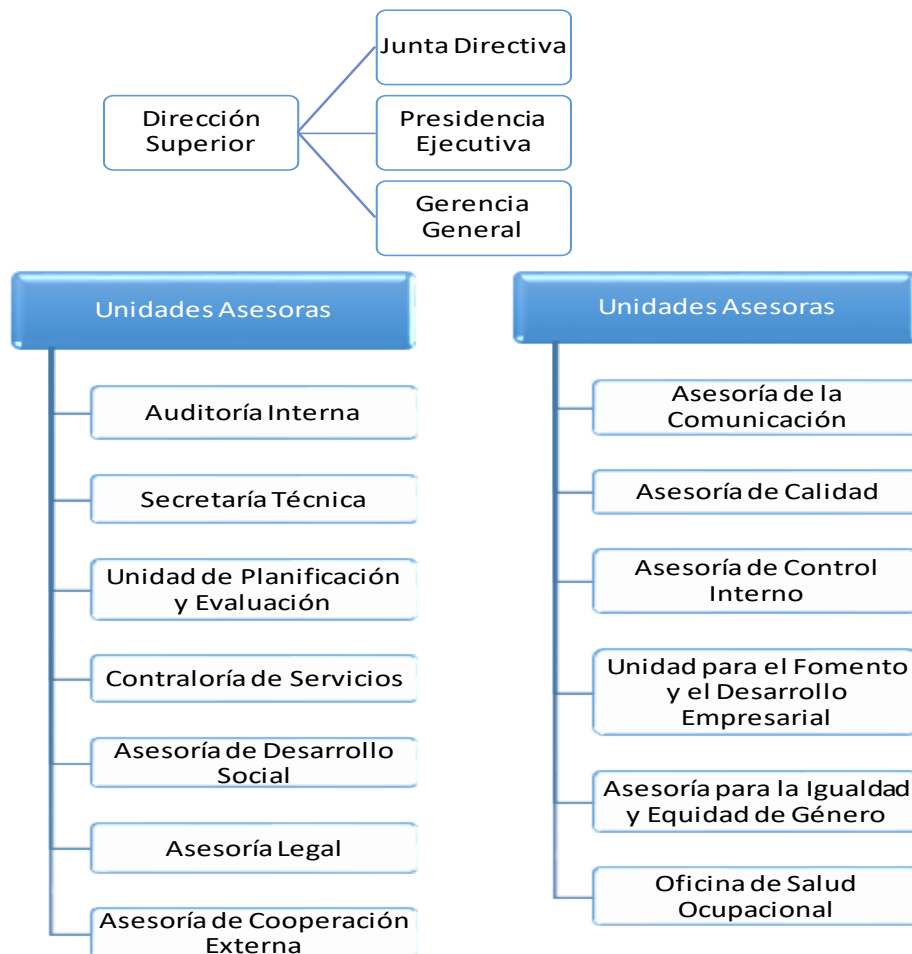 Junta Directiva
Dirección
Superior
Presidencia
Ejecutiva
Gerencia
General
Unidades Asesoras
Auditoría Interna
Secretaría Técnica
Unidad de Planificación
y Evaluación
Contraloría de Servicios
Asesoría de Desarrollo
Social
Asesoría Legal
Asesoría de Cooperación
Externa
Unidades Asesoras
Asesoría de la
Comunicación
Asesoría de Calidad
Asesoría de Control
Interno
Unidad para el Fomento
y el Desarrollo
Empresarial
Asesoría para la Igualdad
y Equidad de Género
Oficina de Salud
Ocupacional